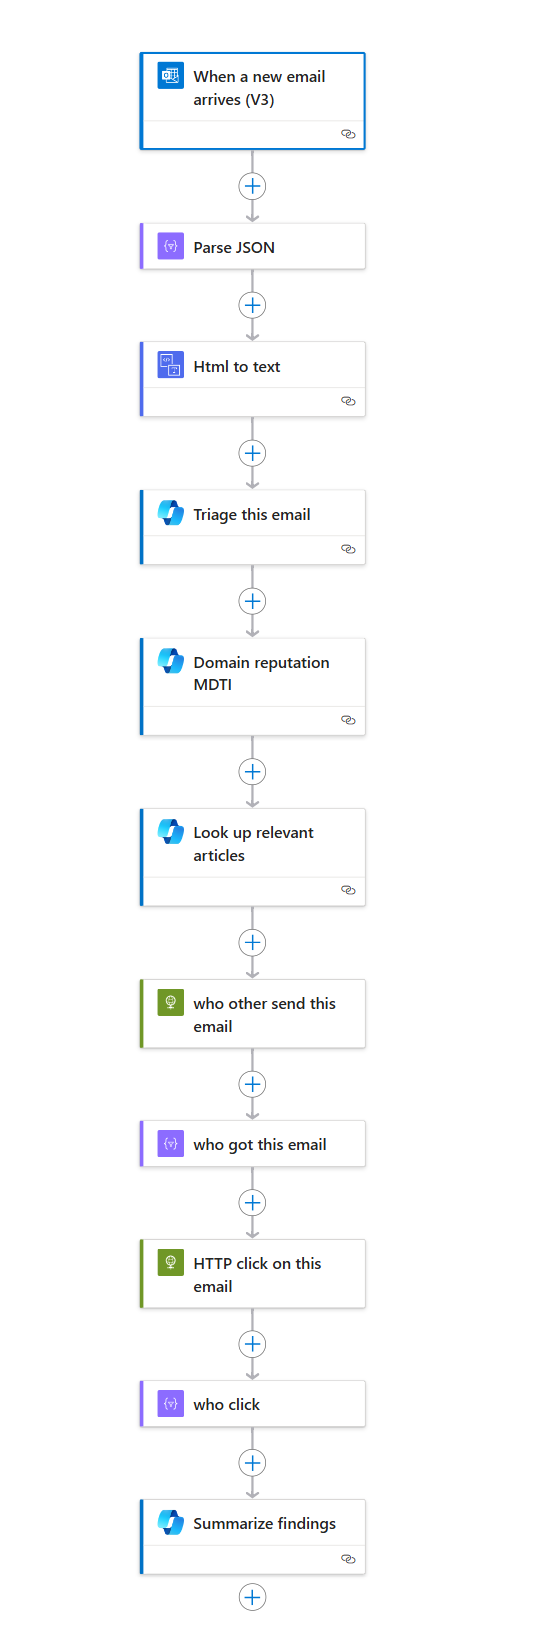 When a new email
arrives (V3)
Parse JSON
Html to text
Triage this email
Domain reputation
MDTI
Look up relevant
articles
who other send this
email
who got this email
HTTP click on this
email
who click
Summarize findings